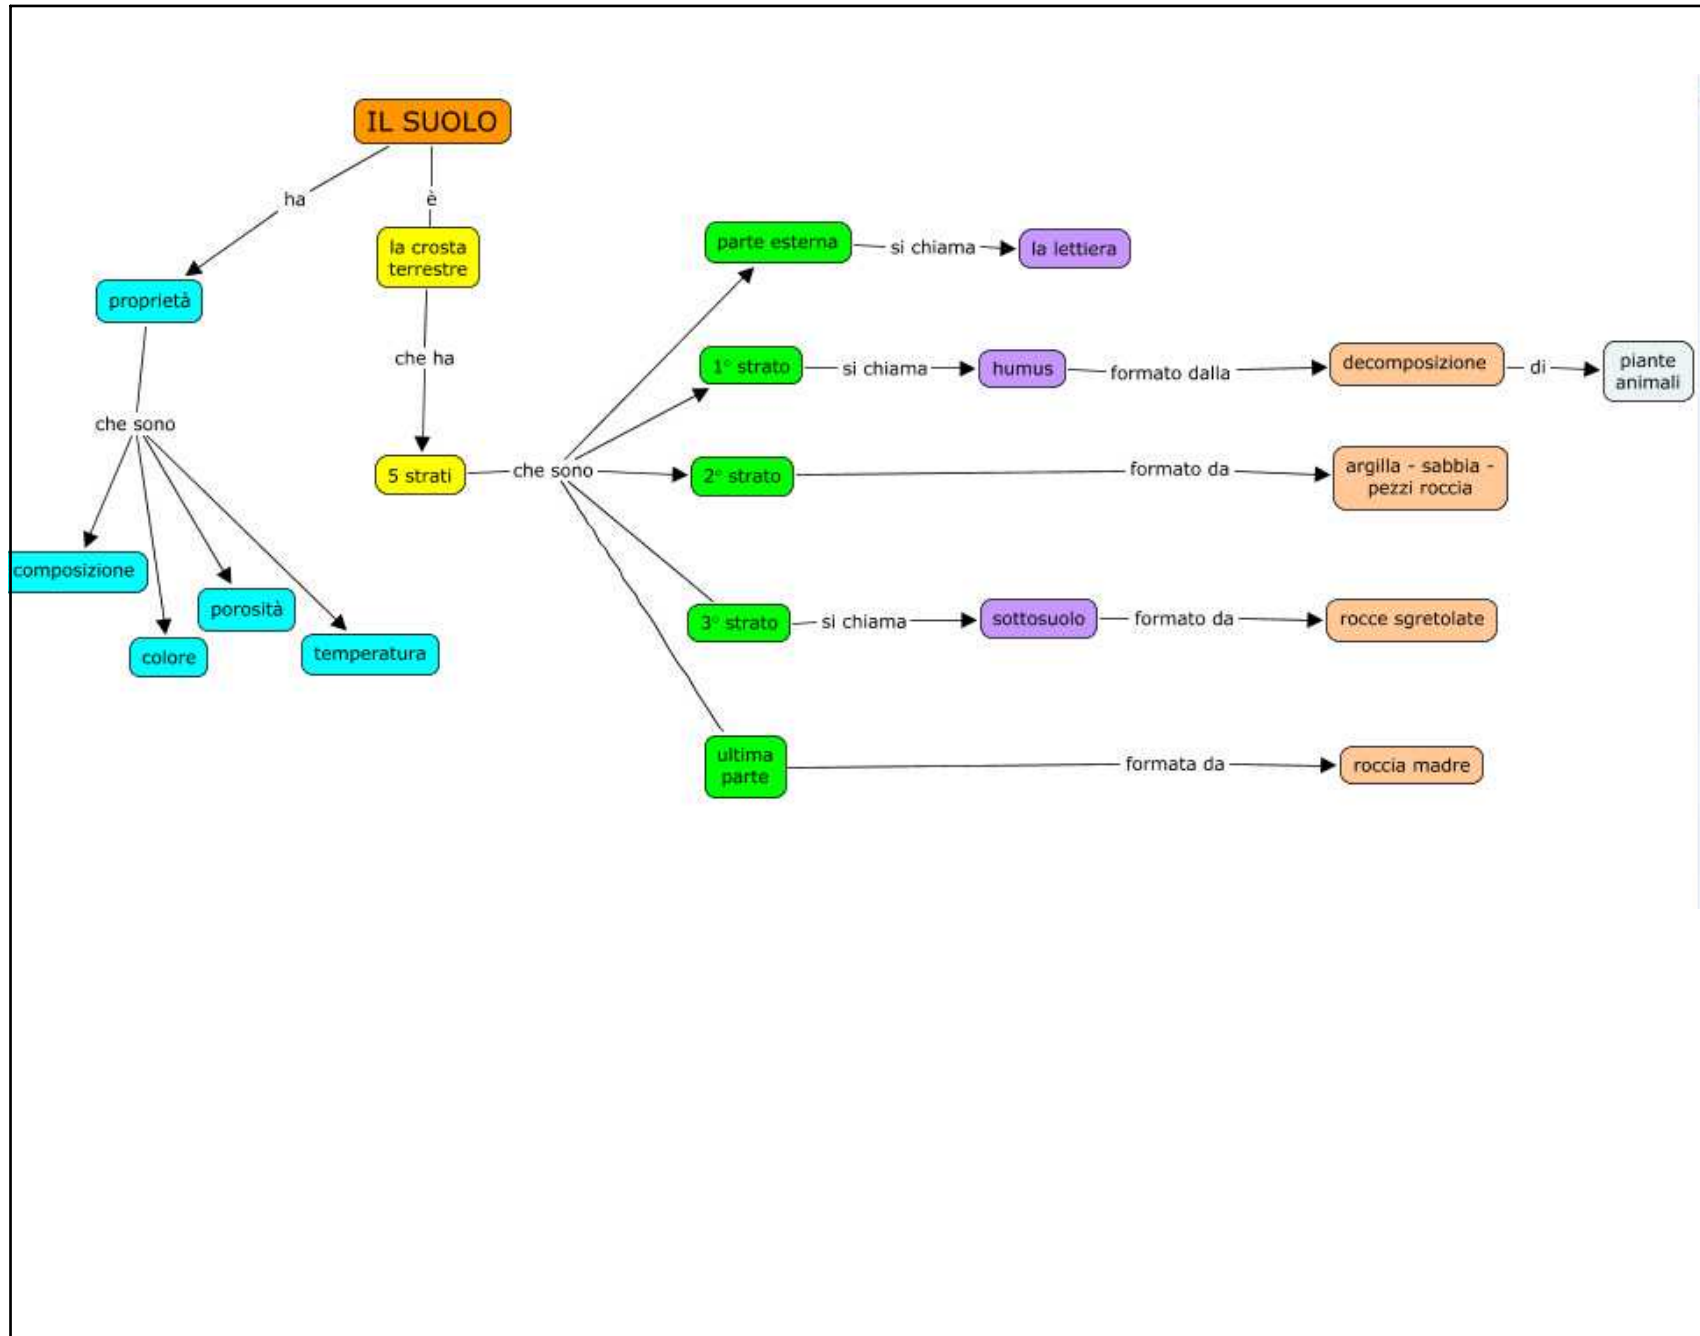 IL SUOLO
ha
è
la crosta
terrestre
proprietà
che ha
che sono
5 strati
che sono
composizione
porosità
colore
temperatura
parte esterna
si chiama
la lettiera
1° strato
si chiama
humus
formato dalla
decomposizione
di
piante
animali
2° strato
formato da
argilla - sabbia -
pezzi roccia
3° strato
si chiama
sottosuolo
formato da
rocce sgretolate
ultima
parte
formata da
roccia madre